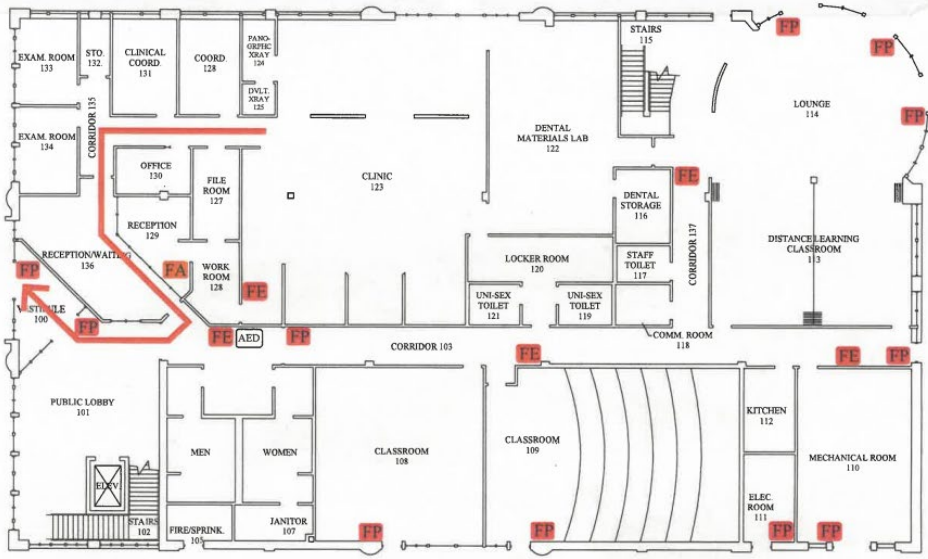 FP
STAIRS
115
FP
EXAM. ROOM
133
STO.
132.
CLINICAL
COORD.
131
COORD.
128
PANO-
GRPHC
XRAY
124
DVLT.
XRAY
125
LOUNGE
114
FP
CORRIDOR 135
EXAM. ROOM
134
DENTAL
MATERIALS LAB
122
OFFICE
130
FILE
ROOM
127
CLINIC
123
FE
DENTAL
STORAGE
116
RECEPTION
129
CORRIDOR 137
DISTANCE LEARNING
CLASSROOM
113
RECEPTION/WAITING
136
FP
FA
WORK
ROOM
128
FE
LOCKER ROOM
120
STAFF
TOILET
117
UNI-SEX
TOILET
121
UNI-SEX
TOILET
119
VESTIBULE
100
FP
FE
AED
FP
COMM. ROOM
118
CORRIDOR 103
FE
FE
FP
PUBLIC LOBBY
101
KITCHEN
112
MEN
WOMEN
CLASSROOM
108
CLASSROOM
109
MECHANICAL ROOM
110
ELEV.
ELEC.
ROOM
111
STAIRS
102
FIRE/SPRINK.
105
JANITOR
107
FP
FP
FP
FP